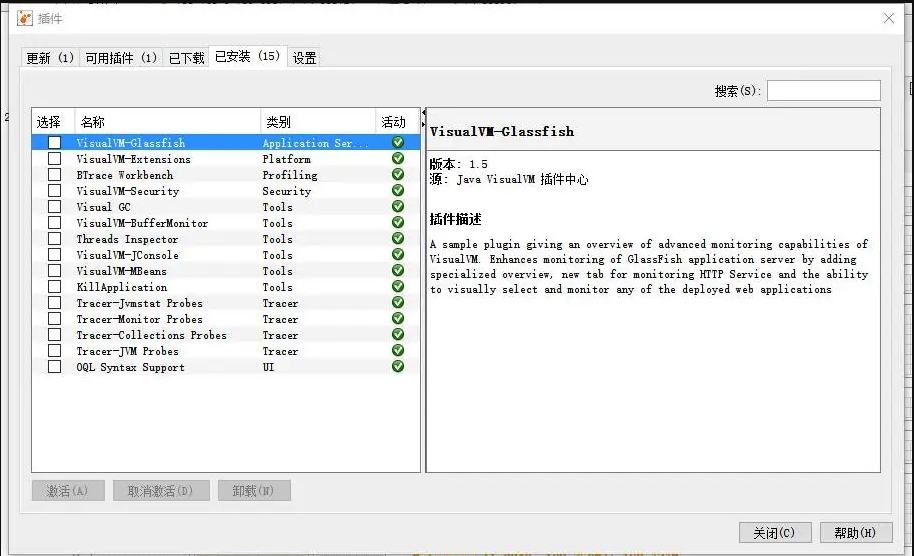 插件
更新 (1) 可用插件 (1) 已下载 已安装 (15) 设置
搜索(S):
选择 名称 类别 活动
VisualVM-Glassfish Application Ser...
VisualVM-Extensions Platform
BTrace Workbench Profiling
VisualVM-Security Security
Visual GC Tools
VisualVM-BufferMonitor Tools
Threads Inspector Tools
VisualVM-JConsole Tools
VisualVM-MBeans Tools
KillApplication Tools
Tracer-Jvmstat Probes Tracer
Tracer-Monitor Probes Tracer
Tracer-Collections Probes Tracer
Tracer-JVM Probes Tracer
OQL Syntax Support UI
VisualVM-Glassfish
版本: 1.5
源: Java VisualVM 插件中心
插件描述
A sample plugin giving an overview of advanced monitoring capabilities of
VisualVM. Enhances monitoring of GlassFish application server by adding
specialized overview, new tab for monitoring HTTP Service and the ability
to visually select and monitor any of the deployed web applications
激活(A) 取消激活(D) 卸载(N)
关闭(C) 帮助(H)